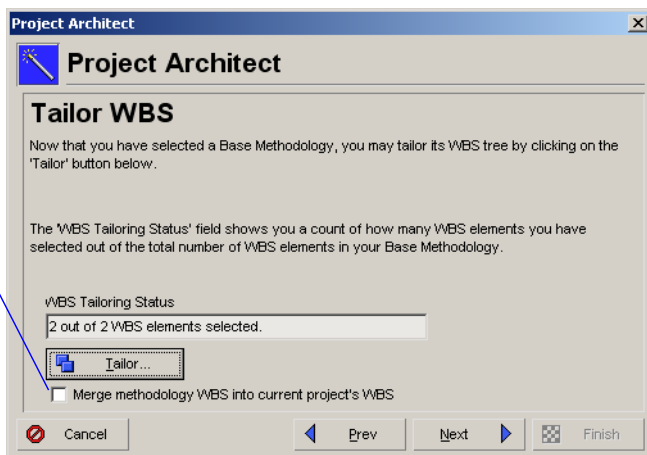 Project Architect
Project Architect
Tailor WBS
Now that you have selected a Base Methodology, you may tailor its WBS tree by clicking on the
'Tailor' button below.
The 'WBS Tailoring Status' field shows you a count of how many WBS elements you have
selected out of the total number of WBS elements in your Base Methodology.
WBS Tailoring Status
2 out of 2 WBS elements selected.
Tailor...
Merge methodology WBS into current project's WBS
Cancel Prev Next Finish